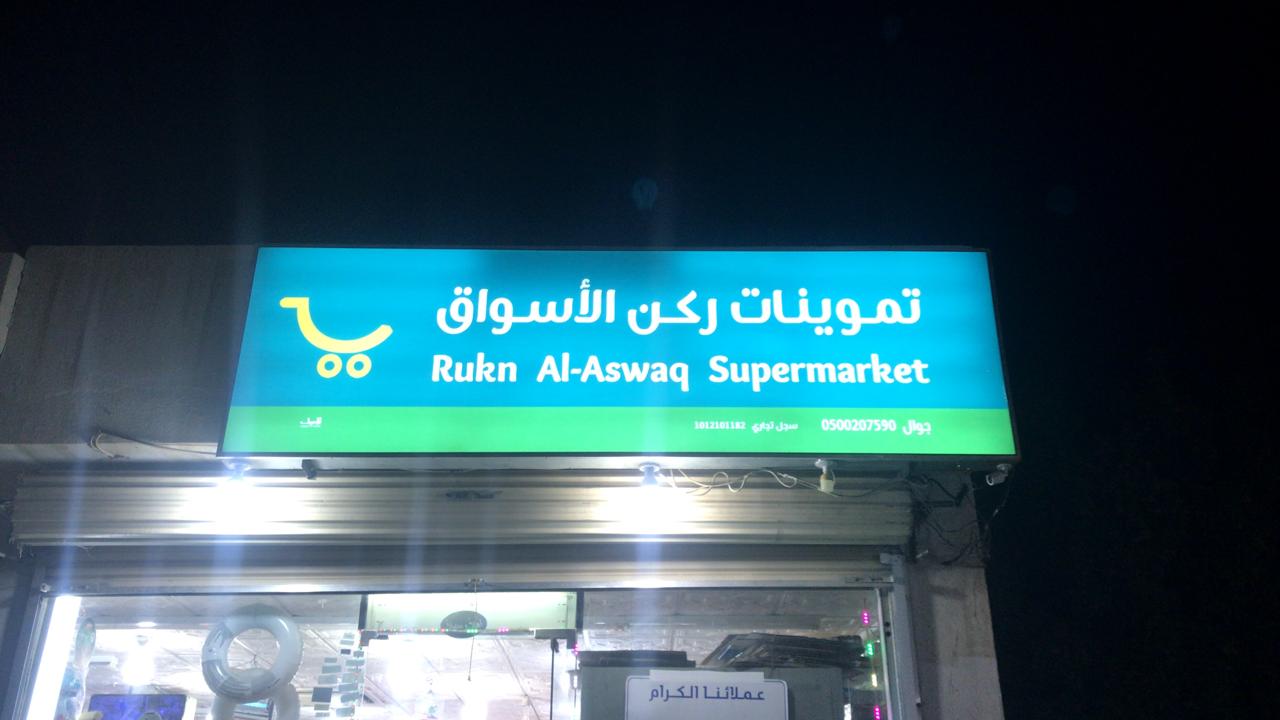 تموينات ركن الأسواق
Rukn Al-Aswaq Supermarket
جوال 0500207590 سجل تجاري 1012101182
عملائنا الكرام